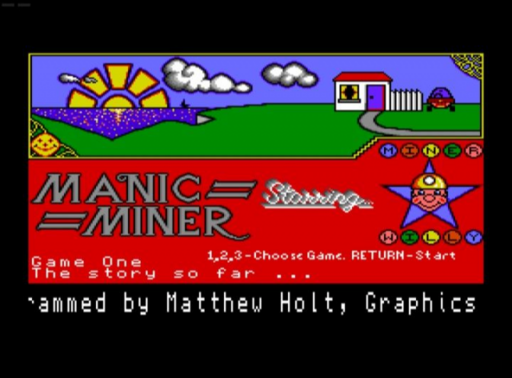 MINER
MANIC
Starring...
MINER
WILLY
1,2,3-Choose Game. RETURN-Start
Game One
The story so far ...
rammed by Matthew Holt, Graphics